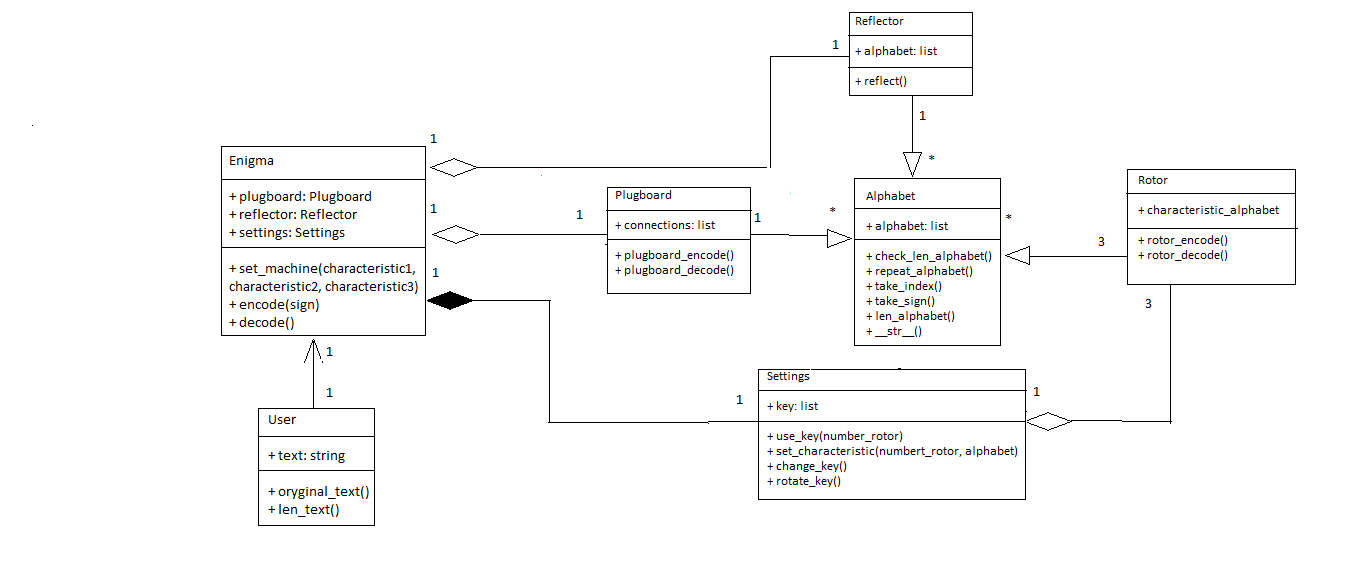 Reflector
+ alphabet: list
+ reflect()
1
1
*
Enigma
+ plugboard: Plugboard
+ reflector: Reflector
+ settings: Settings
+ set_machine(characteristic1,
characteristic2, characteristic3)
+ encode(sign)
+ decode()
1
1
1
Plugboard
+ connections: list
+ plugboard_encode()
+ plugboard_decode()
1
1
*
Alphabet
+ alphabet: list
+ check_len_alphabet()
+ repeat_alphabet()
+ take_index()
+ take_sign()
+ len_alphabet()
+ __str__()
*
3
Rotor
+ characteristic_alphabet
+ rotor_encode()
+ rotor_decode()
3
1
1
User
+ text: string
+ oryginal_text()
+ len_text()
1
Settings
+ key: list
+ use_key(number_rotor)
+ set_characteristic(numbert_rotor, alphabet)
+ change_key()
+ rotate_key()
1